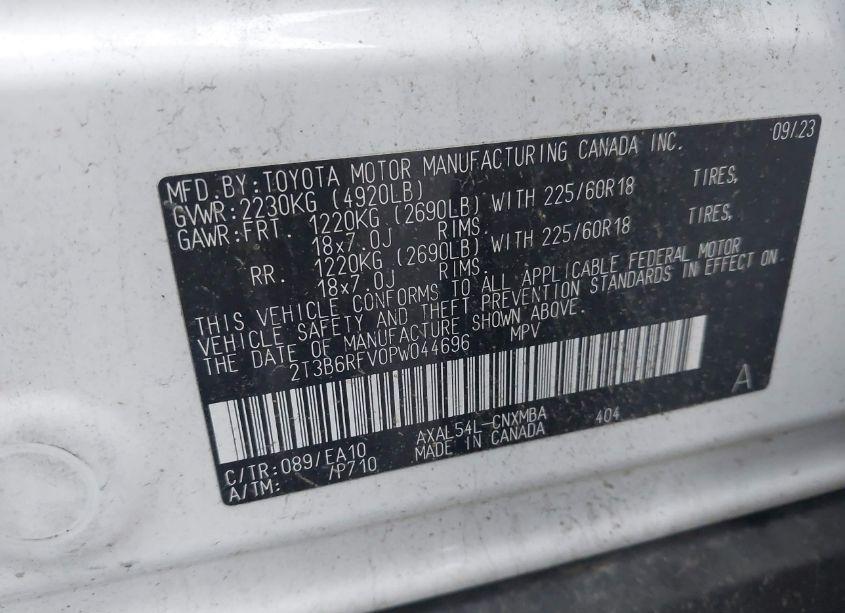 09/23
MFD.BY:TOYOTA MOTOR MANUFACTURING CANADA INC.
GVWR:2230KG (4920LB)
GAWR:FRT. 1220KG (2690LB) WITH 225/60R18 TIRES,
18x7.0J RIMS.
RR. 1220KG (2690LB) WITH 225/60R18 TIRES,
18x7.0J RIMS.
THIS VEHICLE CONFORMS TO ALL APPLICABLE FEDERAL MOTOR
VEHICLE SAFETY AND THEFT PREVENTION STANDARDS IN EFFECT ON
THE DATE OF MANUFACTURE SHOWN ABOVE.
2T3B6RFV0PW044696 MPV
A
C/TR:089/EA10 AXAL54L-CNXMBA 404
A/TM: /P710 MADE IN CANADA